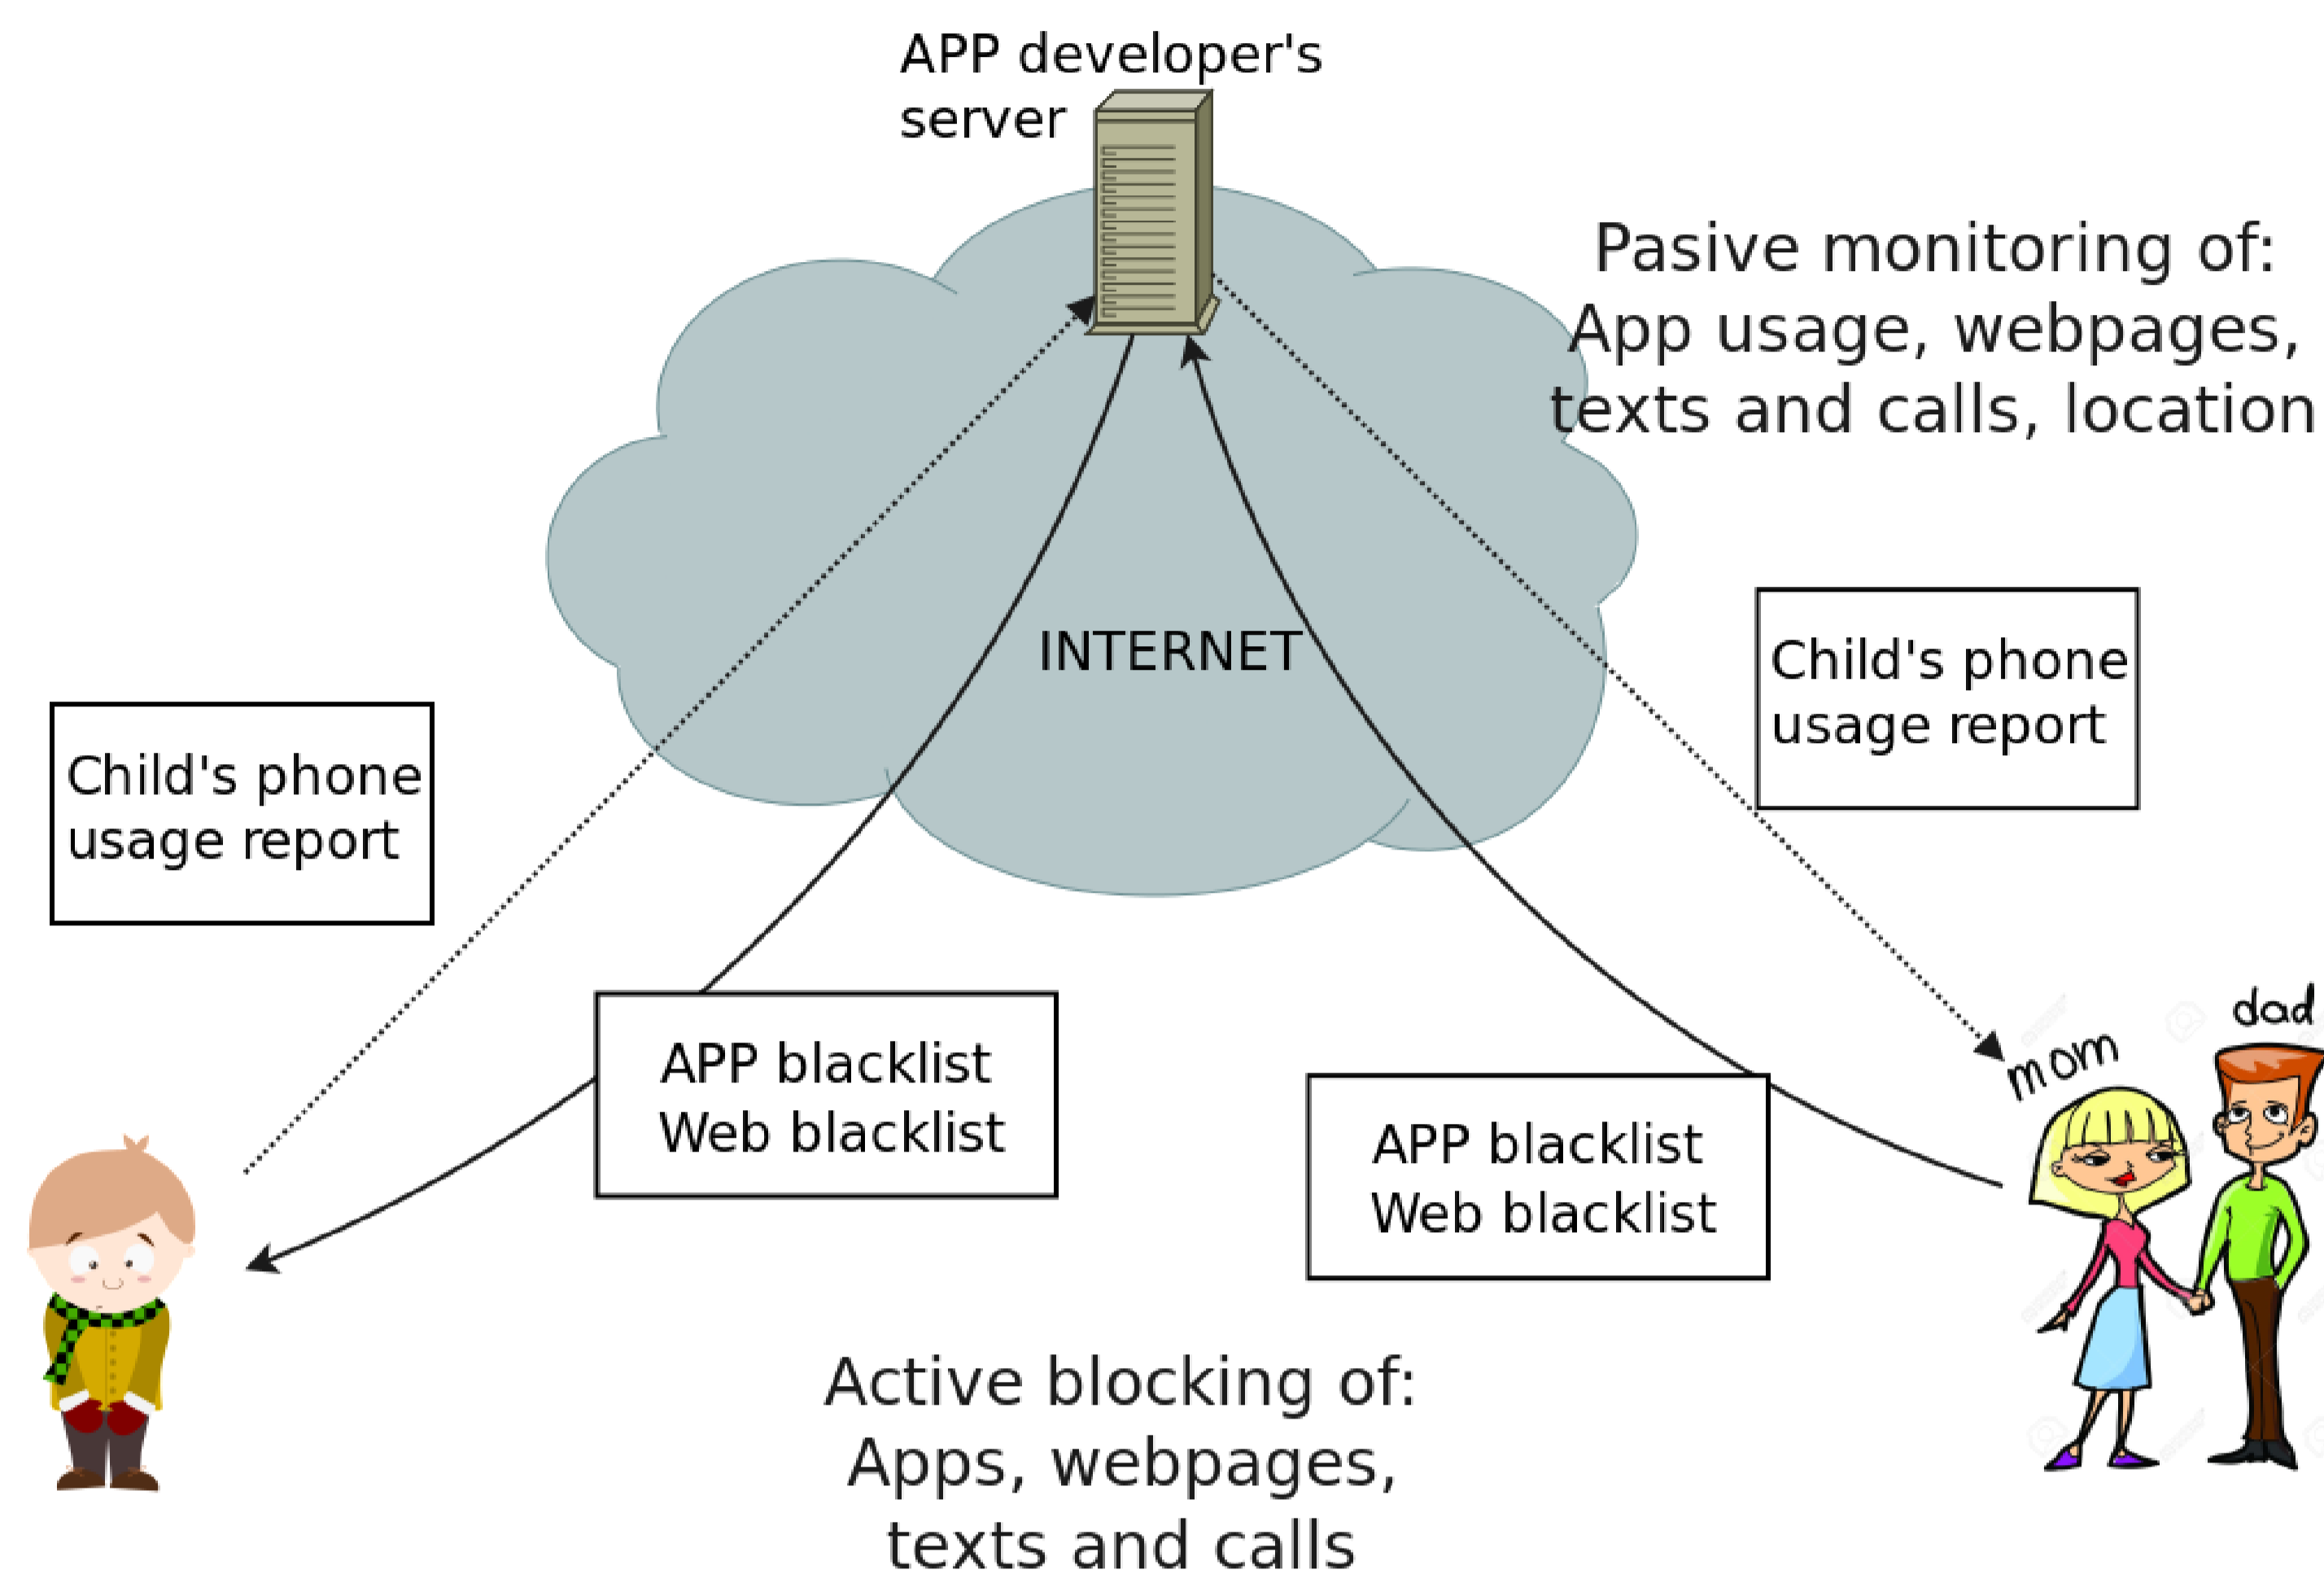 APP developer's
server
Pasive monitoring of:
App usage, webpages,
texts and calls, location
INTERNET
Child's phone
usage report
Child's phone
usage report
APP blacklist
Web blacklist
APP blacklist
Web blacklist
mom
dad
Active blocking of:
Apps, webpages,
texts and calls